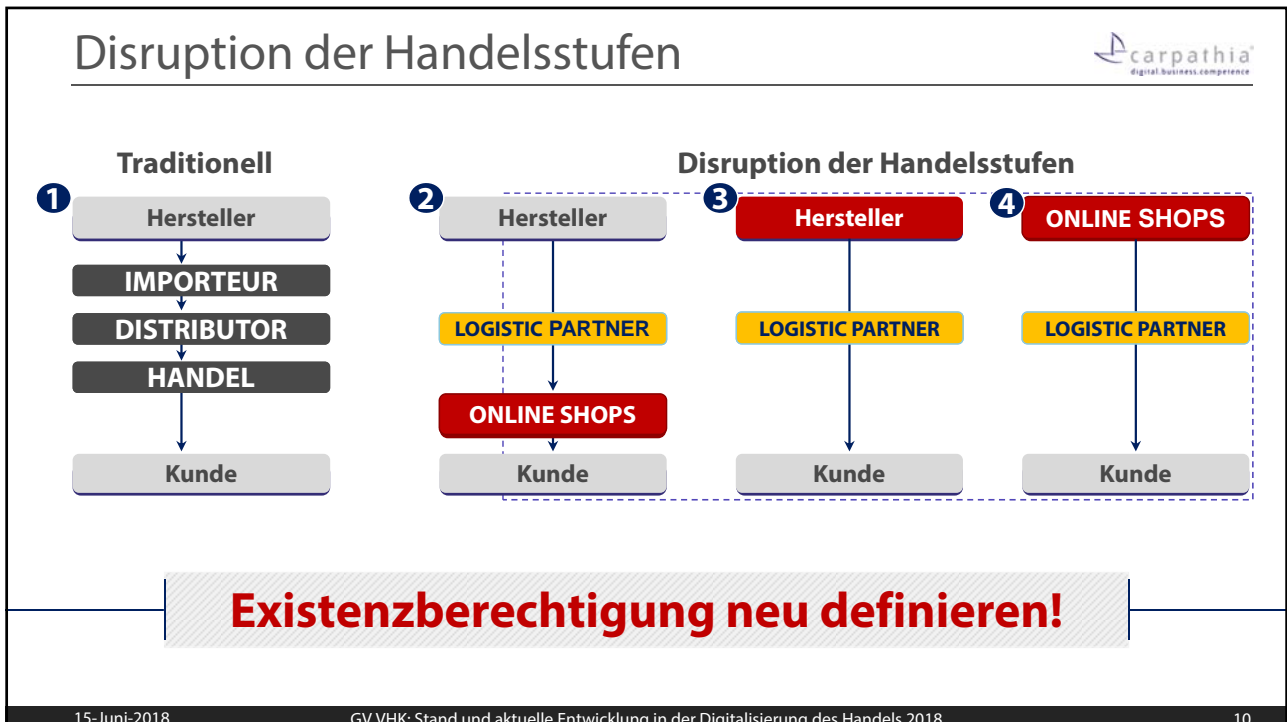 Disruption der Handelsstufen
carpathia
digital.business.competence
Traditionell
1
Hersteller
IMPORTEUR
DISTRIBUTOR
HANDEL
Kunde
Disruption der Handelsstufen
2
Hersteller
LOGISTIC PARTNER
ONLINE SHOPS
Kunde
3
Hersteller
LOGISTIC PARTNER
Kunde
4
ONLINE SHOPS
LOGISTIC PARTNER
Kunde
Existenzberechtigung neu definieren!
15-Juni-2018
GV VHK: Stand und aktuelle Entwicklung in der Digitalisierung des Handels 2018
10